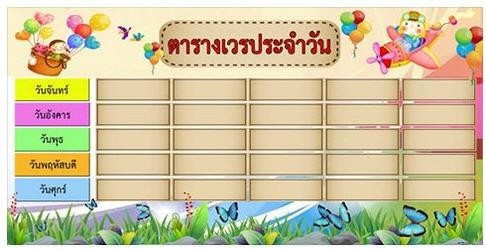 ตารางเวรประจำวัน
วันจันทร์
วันอังคาร
วันพุธ
วันพฤหัสบดี
วันศุกร์